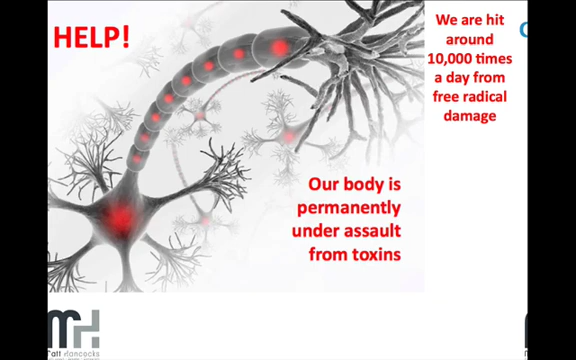 HELP!
We are hit
around
10,000 times
a day from
free radical
damage
Our body is
permanently
under assault
from toxins
MH